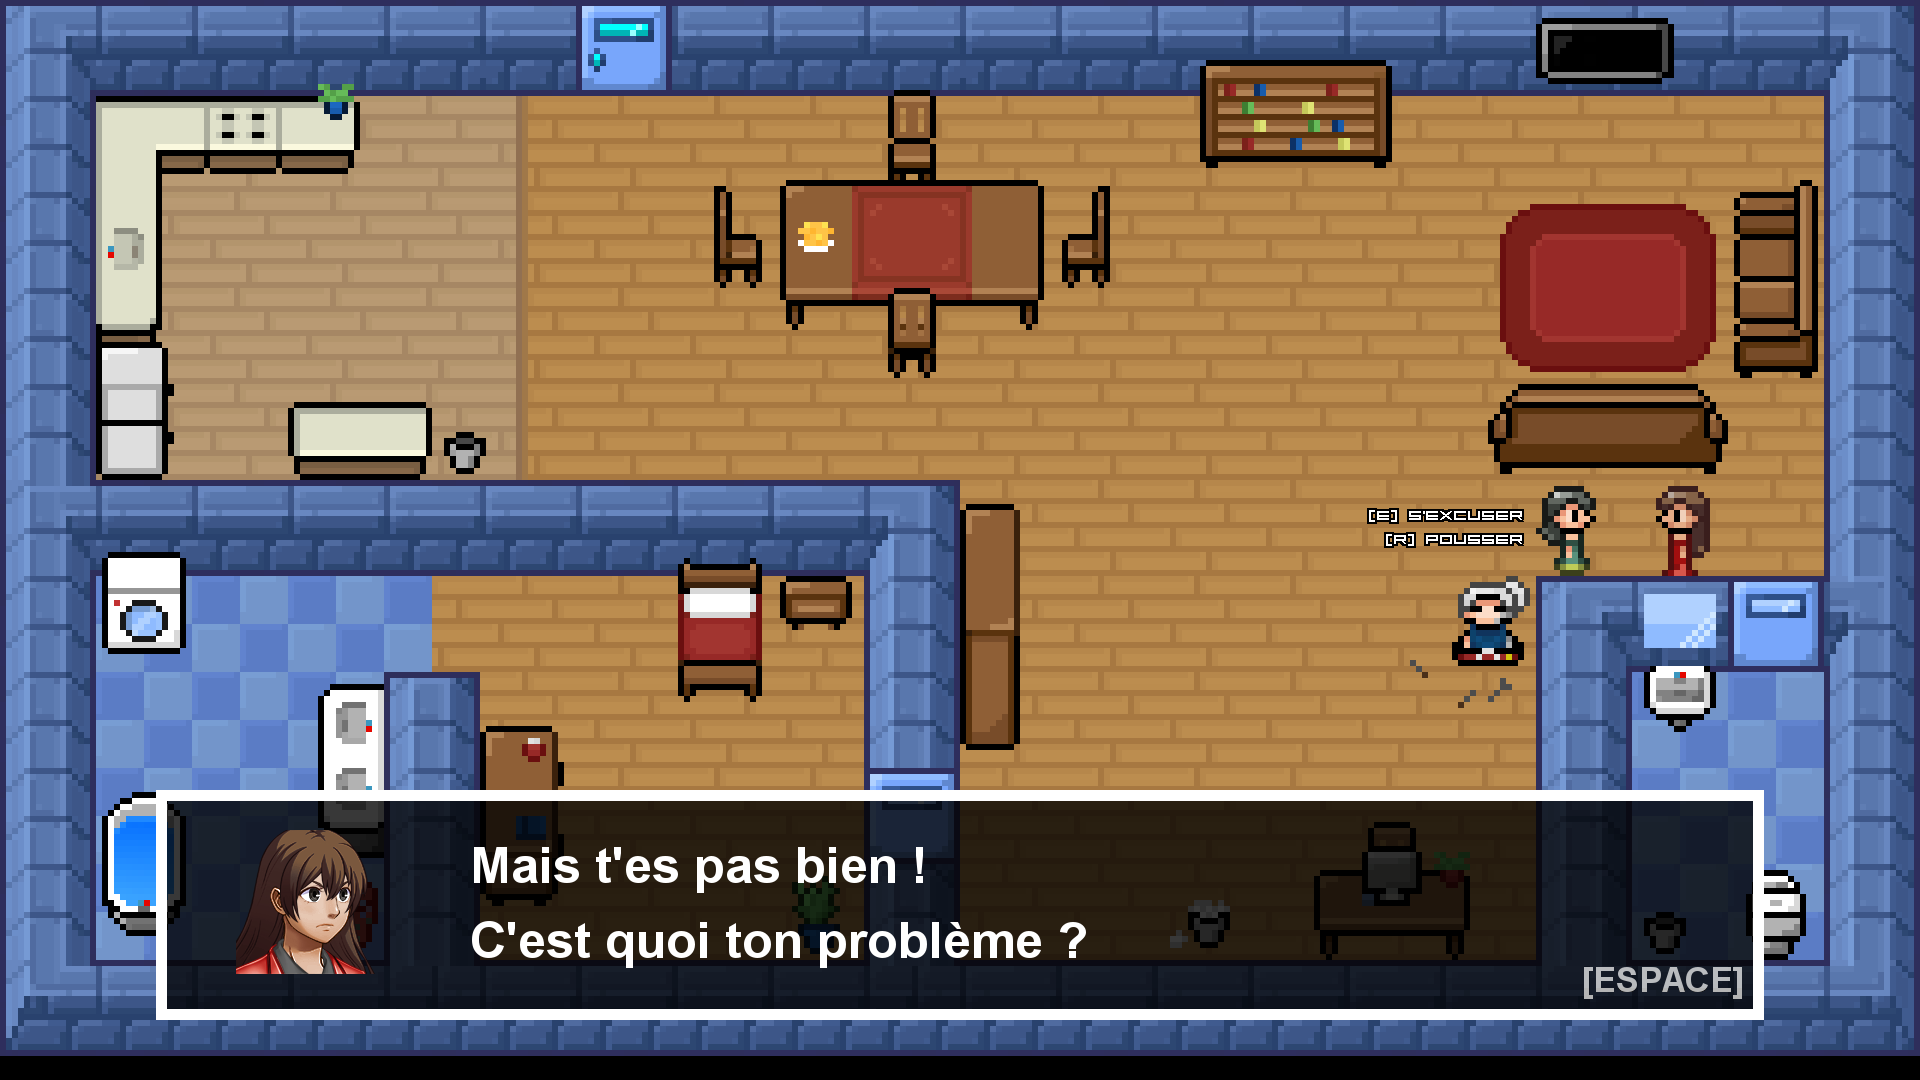 [E] S'EXCUSER
[R] POUSSER
Mais t'es pas bien !
C'est quoi ton problème ?
[ESPACE]